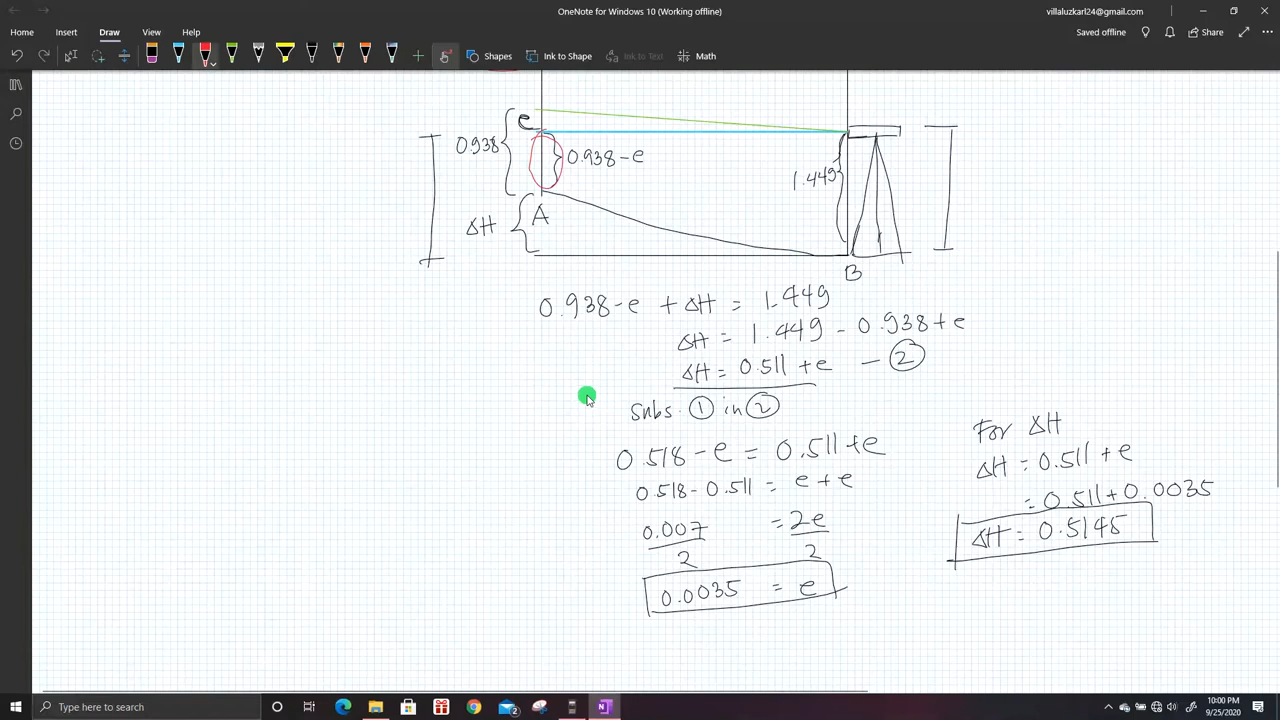 OneNote for Windows 10 (Working offline)
villaluzkarl24@gmail.com
Home Insert Draw View Help
Saved offline
Share
Shapes
Ink to Shape
Ink to Text
Math
e
0.938
0.938-e
1.449
ΔH
A
B
0.938-e + ΔH = 1.449
ΔH = 1.449 - 0.938+e
ΔH = 0.511 + e - ②
subs. ① in ②
0.518 - e = 0.511+e
0.518-0.511 = e + e
0.007 = 2e
2 2
0.0035 = e
For ΔH
ΔH = 0.511 + e
= 0.511+0.0035
ΔH = 0.5145
Type here to search
2
N
10:00 PM
9/25/2020